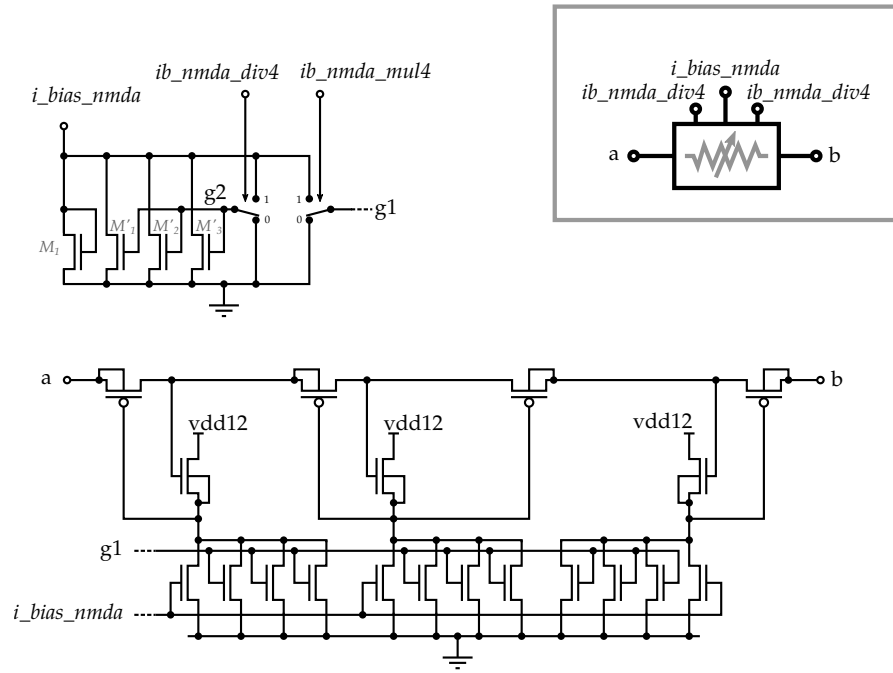 ib_nmda_div4
ib_nmda_mul4
i_bias_nmda
g2
1
1
g1
0
0
M1
M'1
M'2
M'3
i_bias_nmda
ib_nmda_div4
ib_nmda_div4
a
b
a
b
vdd12
vdd12
vdd12
g1
i_bias_nmda